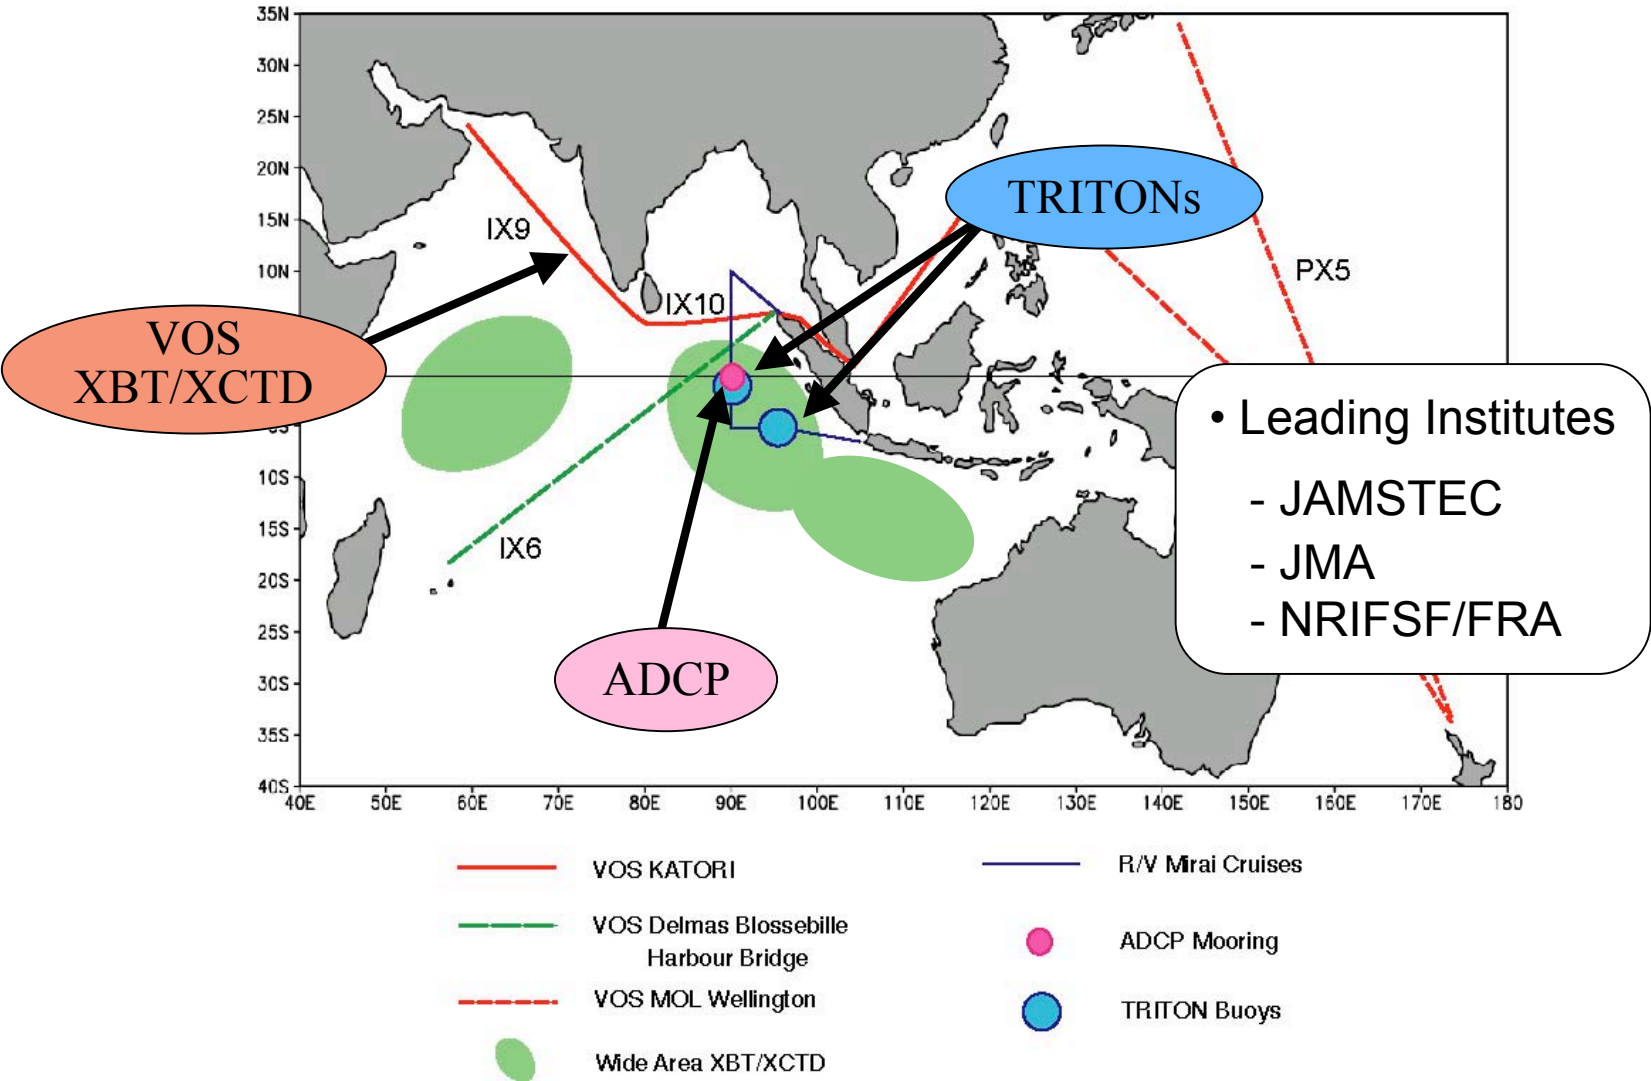 35N
30N
25N
20N
15N
10N
10S
15S
20S
25S
30S
35S
40S
40E 50E 60E 70E 80E 90E 100E 110E 120E 130E 140E 150E 160E 170E 180
IX9
IX10
IX6
PX5
TRITONs
VOS
XBT/XCTD
ADCP
• Leading Institutes
- JAMSTEC
- JMA
- NRIFSF/FRA
VOS KATORI
VOS Delmas Blossebille
Harbour Bridge
VOS MOL Wellington
Wide Area XBT/XCTD
R/V Mirai Cruises
ADCP Mooring
TRITON Buoys